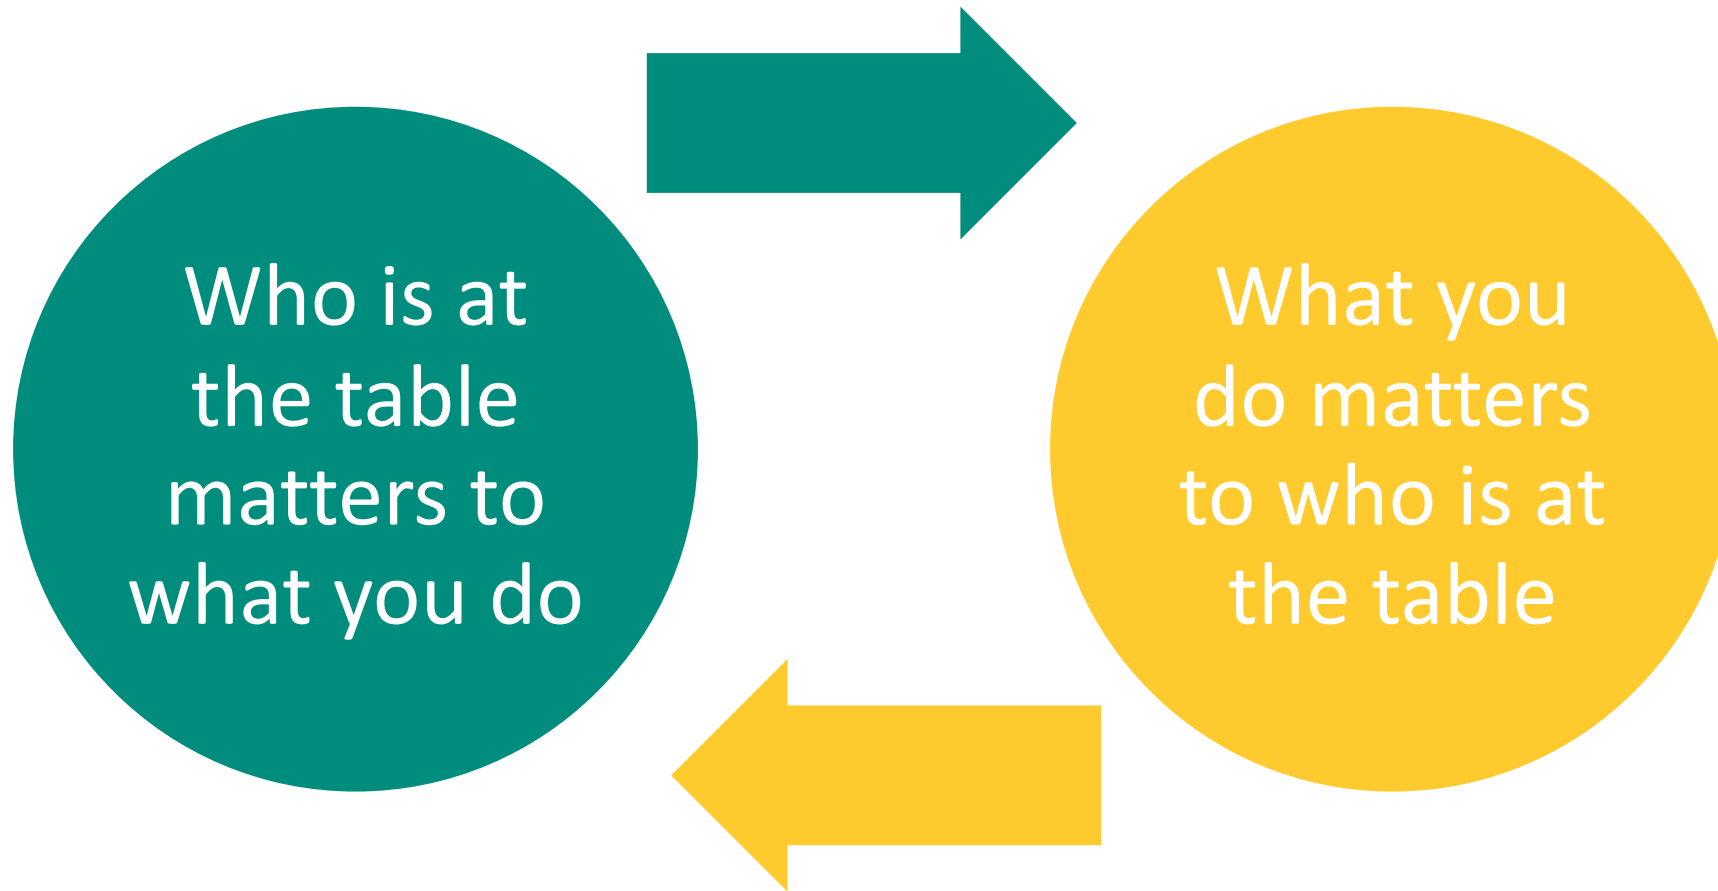 Who is at
the table
matters to
what you do
What you
do matters
to who is at
the table